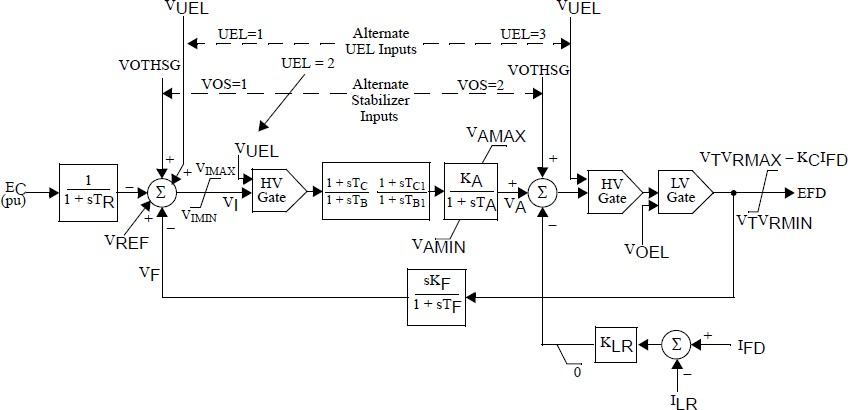 VUEL
VUEL
UEL=1
Alternate
UEL Inputs
UEL=3
VOTHSG
UEL = 2
VOTHSG
VOS=1
Alternate
Stabilizer
Inputs
VOS=2
VAMAX
VTVRMAX – KCIFD
+
+
VIMAX
VUEL
+
EC
(pu)
1
1 + sTR
–
Σ
+
VIMIN
VI
HV
Gate
1 + sTC
1 + sTB
1 + sTC1
1 + sTB1
KA
1 + sTA
+
VA
Σ
HV
Gate
LV
Gate
EFD
VREF
–
VAMIN
–
VOEL
VTVRMIN
VF
sKF
1 + sTF
0
KLR
Σ
+
IFD
–
ILR